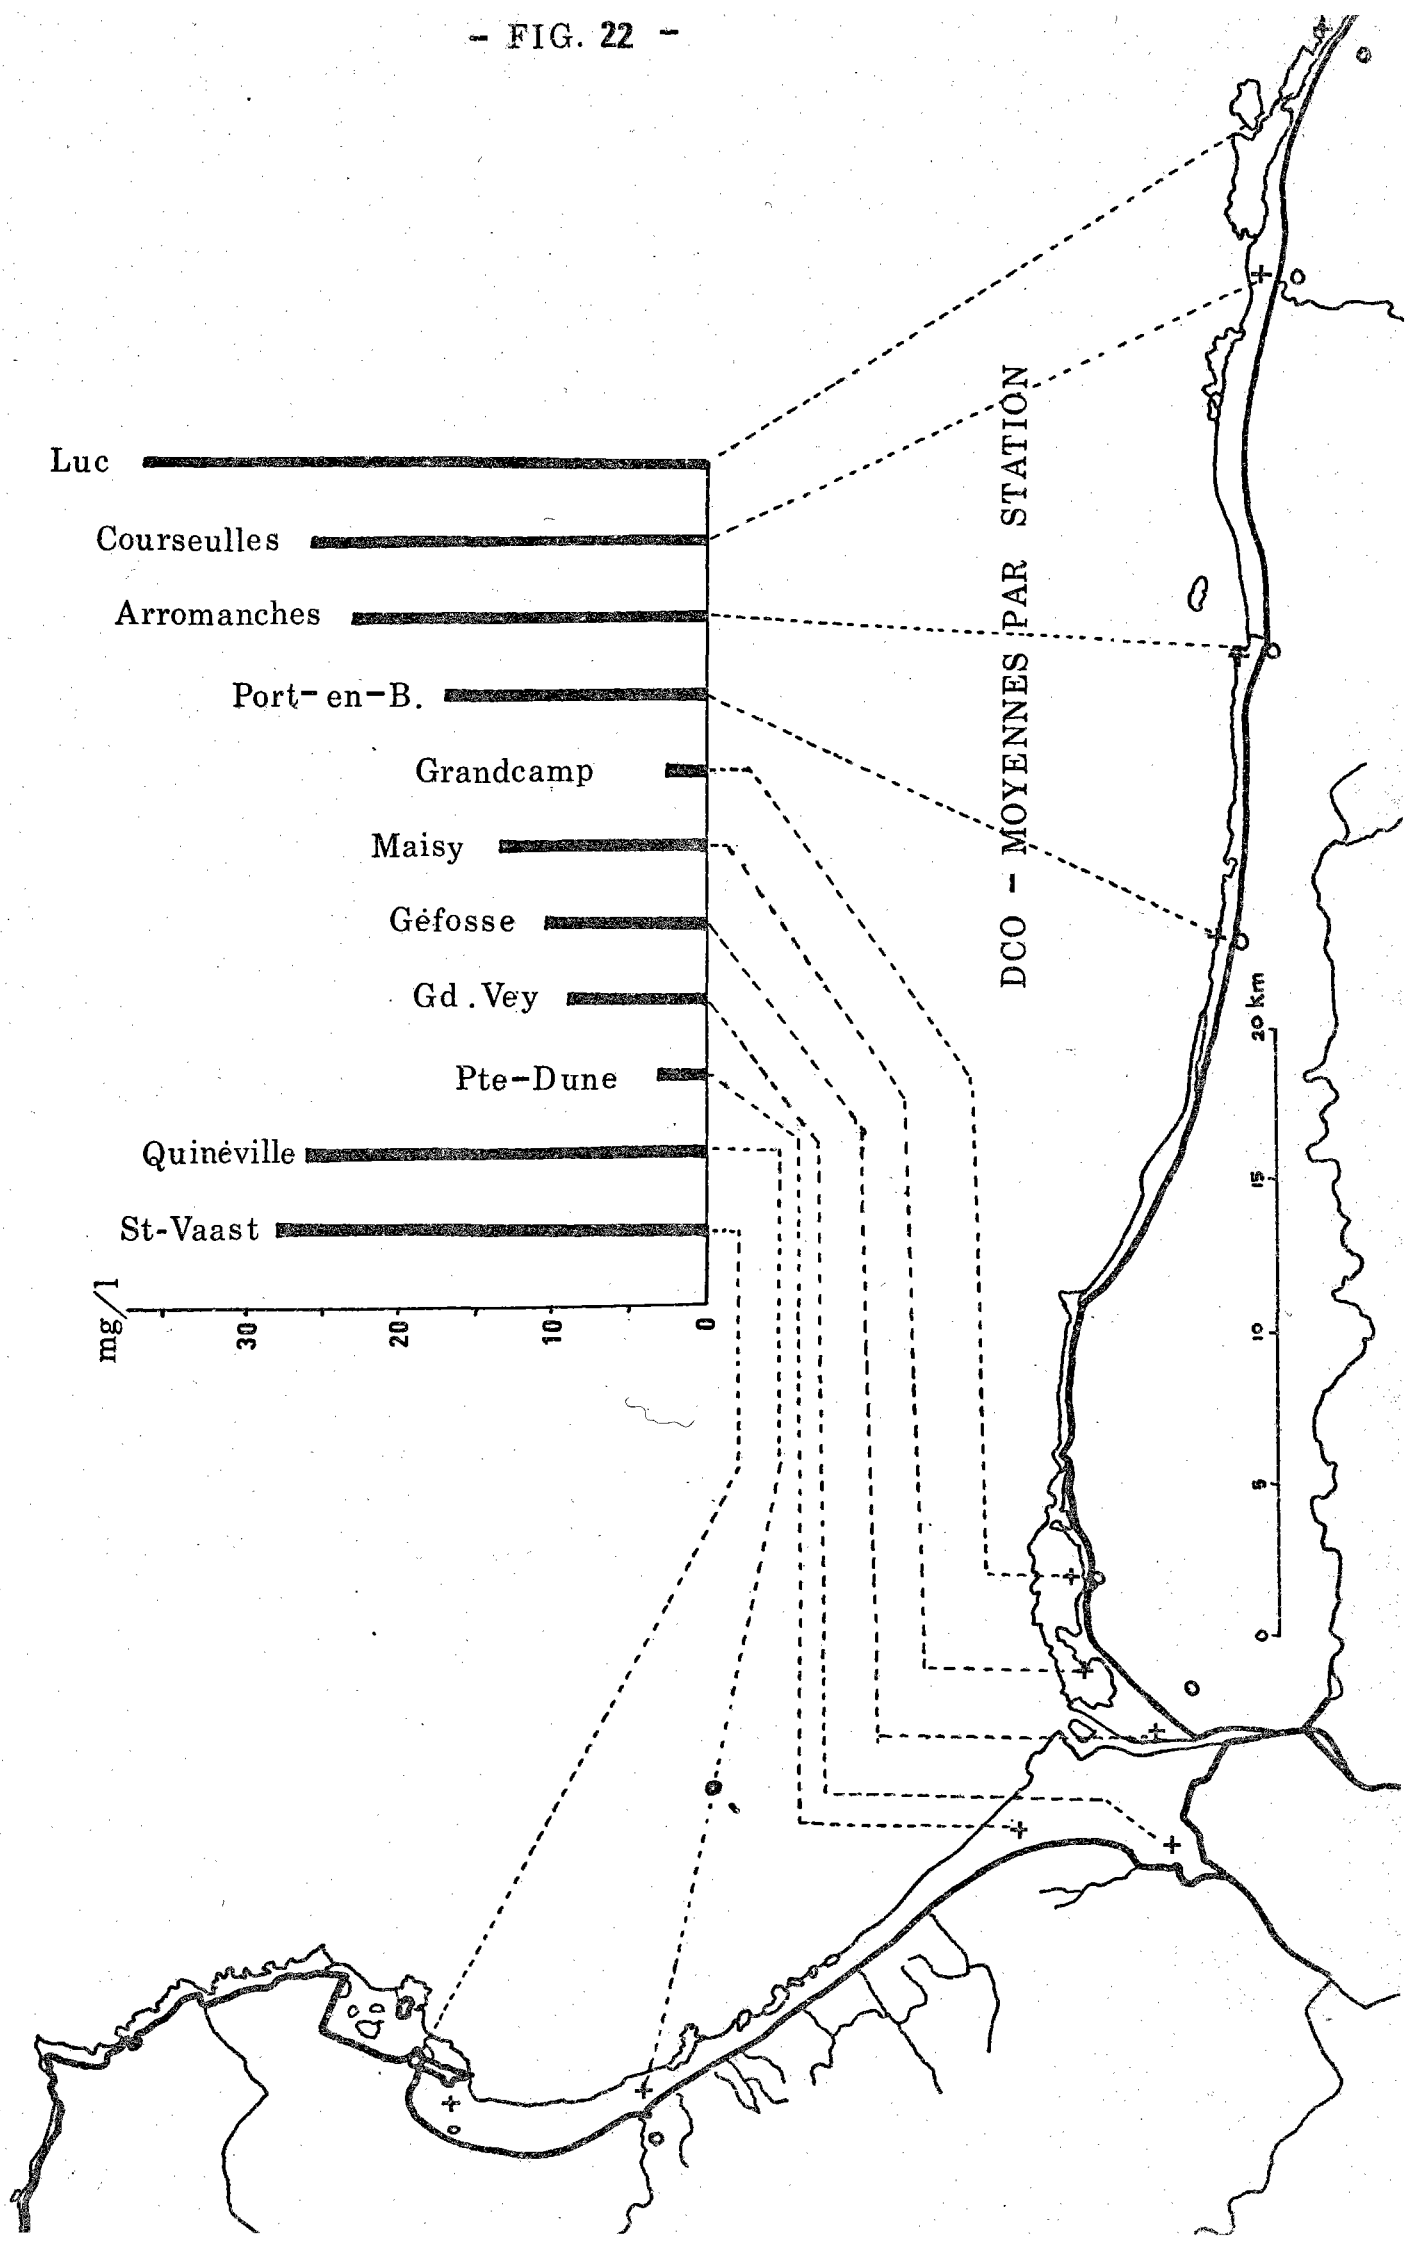 - FIG. 22 -
DCO - MOYENNES PAR STATION
Luc
Courseulles
Arromanches
Port-en-B.
Grandcamp
Maisy
Géfosse
Gd.Vey
Pte-Dune
Quinéville
St-Vaast
mg/l
30
20
10
0
20 km
15
10
5
0